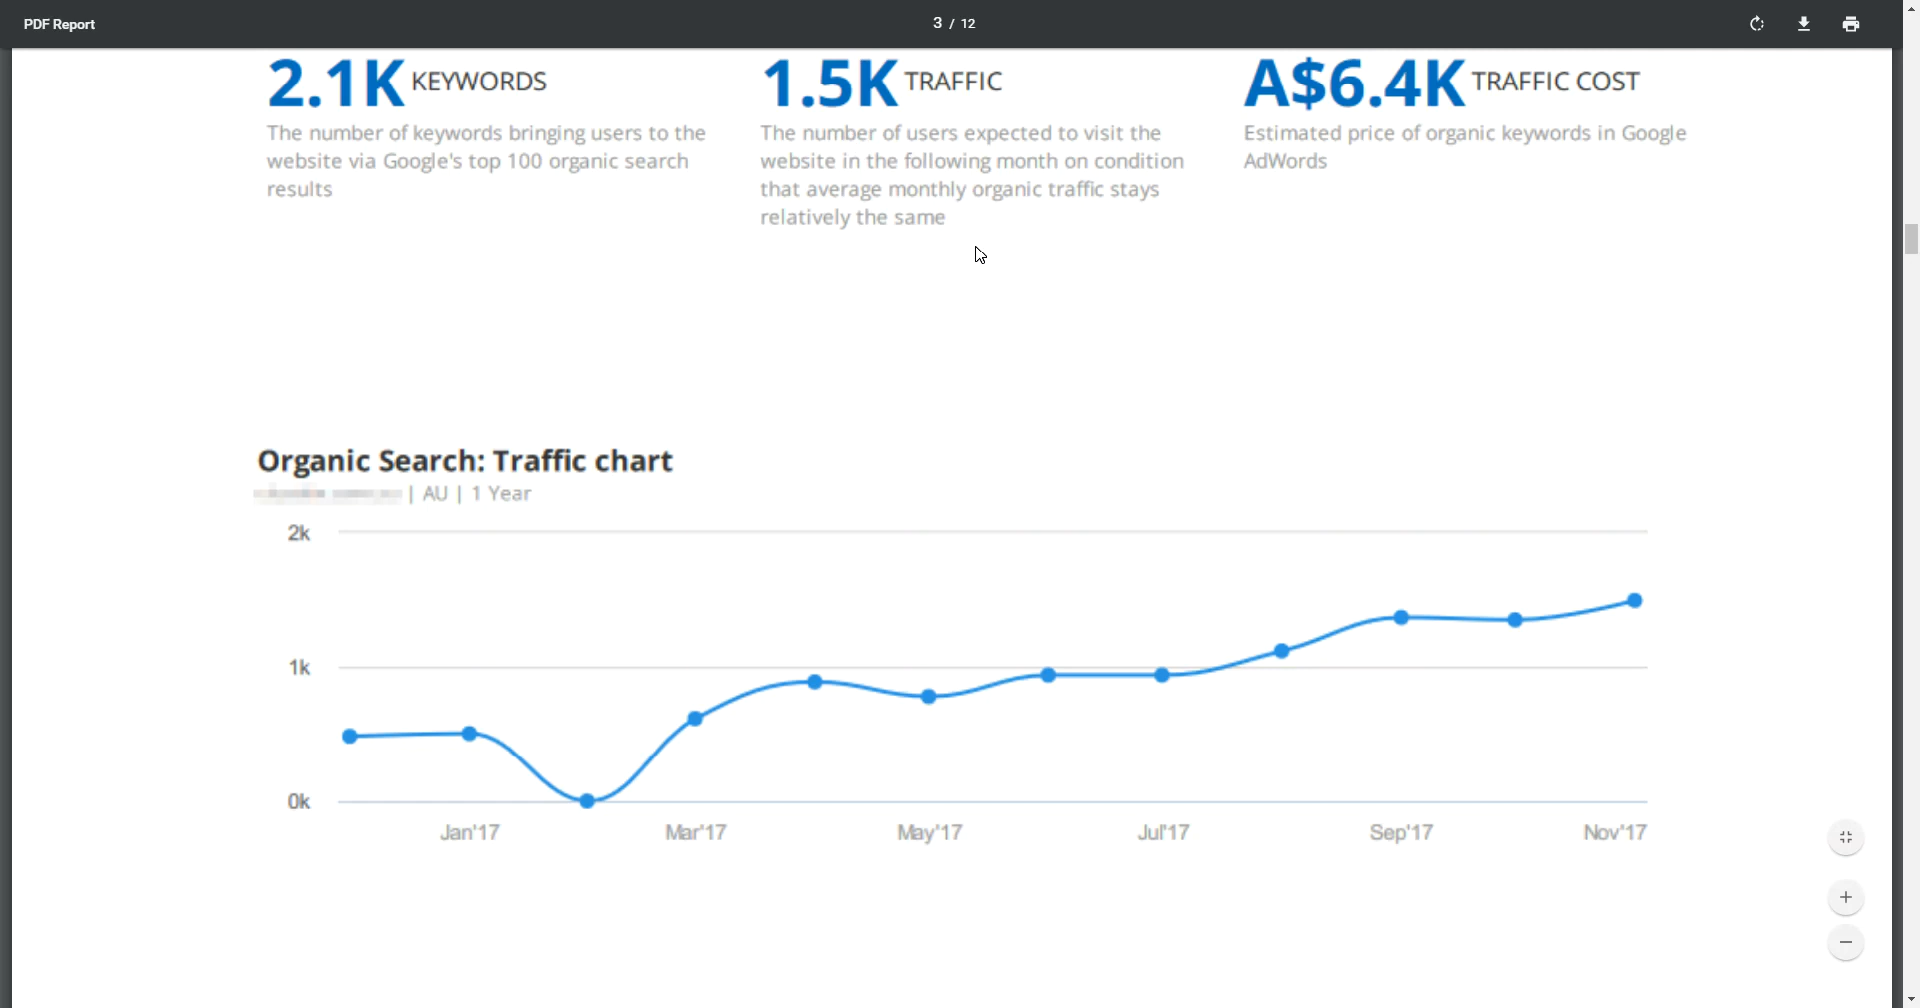 PDF Report
3 / 12
2.1K KEYWORDS
The number of keywords bringing users to the
website via Google's top 100 organic search
results
1.5K TRAFFIC
The number of users expected to visit the
website in the following month on condition
that average monthly organic traffic stays
relatively the same
A$6.4K TRAFFIC COST
Estimated price of organic keywords in Google
AdWords
Organic Search: Traffic chart
| AU | 1 Year
2k
1k
0k
Jan'17 Mar'17 May'17 Jul'17 Sep'17 Nov'17